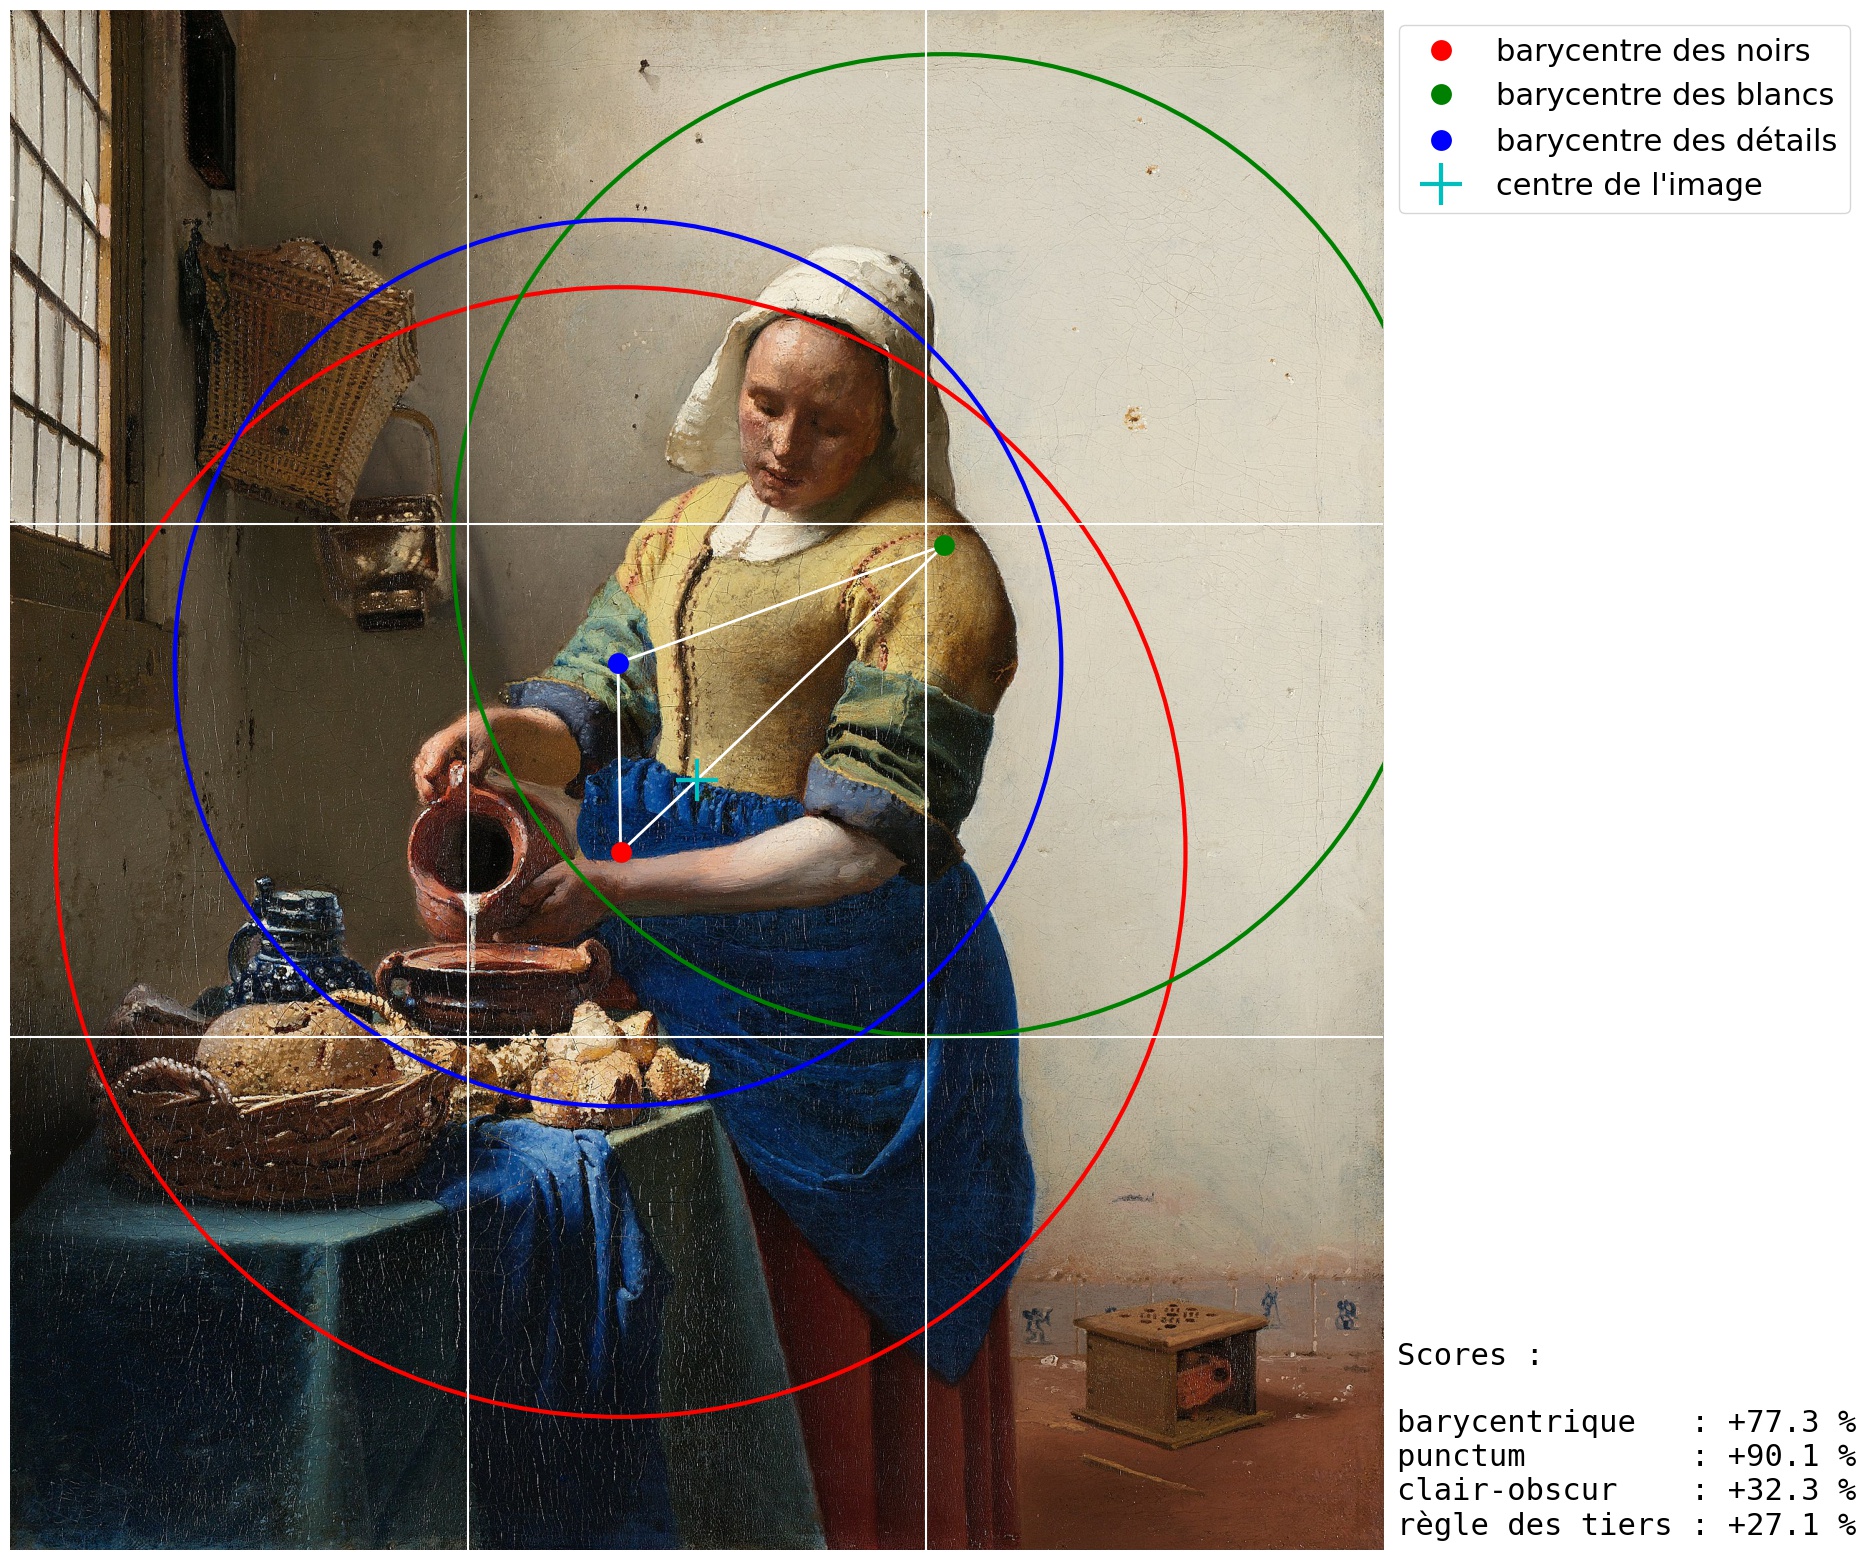 barycentre des noirs
barycentre des blancs
barycentre des détails
centre de l'image
Scores :
barycentrique : +77.3 %
punctum : +90.1 %
clair-obscur : +32.3 %
règle des tiers : +27.1 %